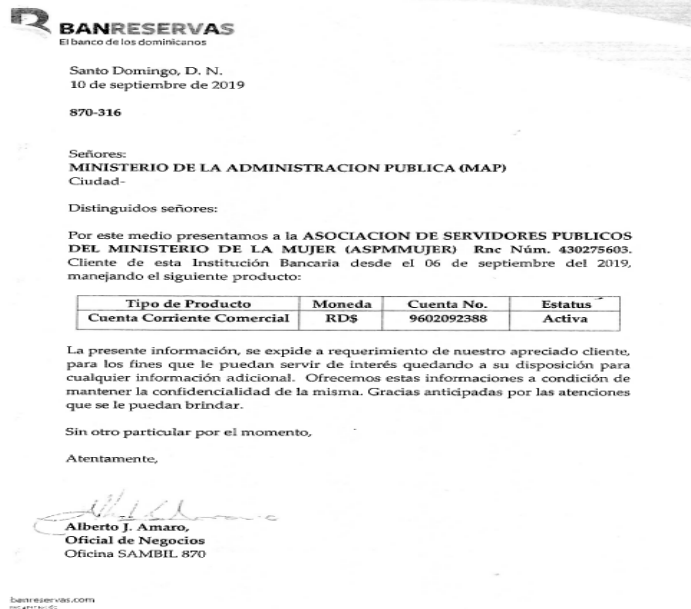 BANRESERVAS
El banco de los dominicanos
Santo Domingo, D. N.
10 de septiembre de 2019
870-316
Señores:
MINISTERIO DE LA ADMINISTRACION PUBLICA (MAP)
Ciudad-
Distinguidos señores:
Por este medio presentamos a la ASOCIACION DE SERVIDORES PUBLICOS
DEL MINISTERIO DE LA MUJER (ASPMMUJER) Rnc Núm. 430275603.
Cliente de esta Institución Bancaria desde el 06 de septiembre del 2019,
manejando el siguiente producto:
Tipo de Producto Moneda Cuenta No. Estatus
Cuenta Corriente Comercial RD$ 9602092388 Activa
La presente información, se expide a requerimiento de nuestro apreciado cliente,
para los fines que le puedan servir de interés quedando a su disposición para
cualquier información adicional. Ofrecemos estas informaciones a condición de
mantener la confidencialidad de la misma. Gracias anticipadas por las atenciones
que se le puedan brindar.
Sin otro particular por el momento,
Atentamente,
Alberto J. Amaro,
Oficial de Negocios
Oficina SAMBIL 870
banreservas.com